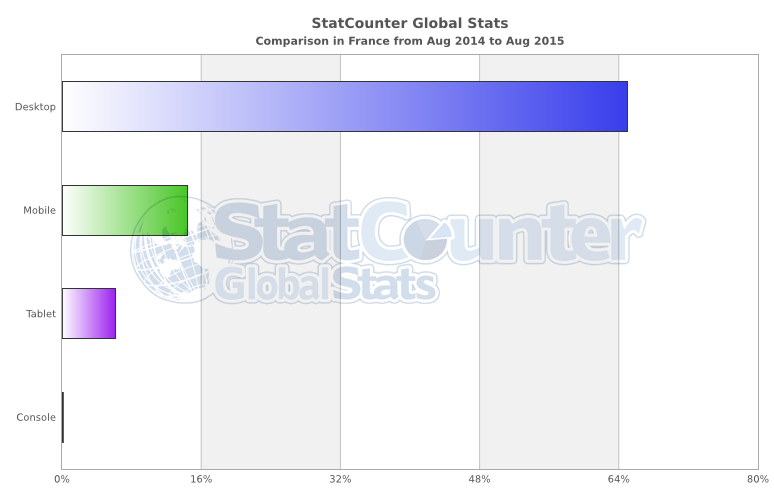 StatCounter Global Stats
Comparison in France from Aug 2014 to Aug 2015
Desktop
Mobile
StatCounter
GlobalStats
Tablet
Console
0% 16% 32% 48% 64% 80%